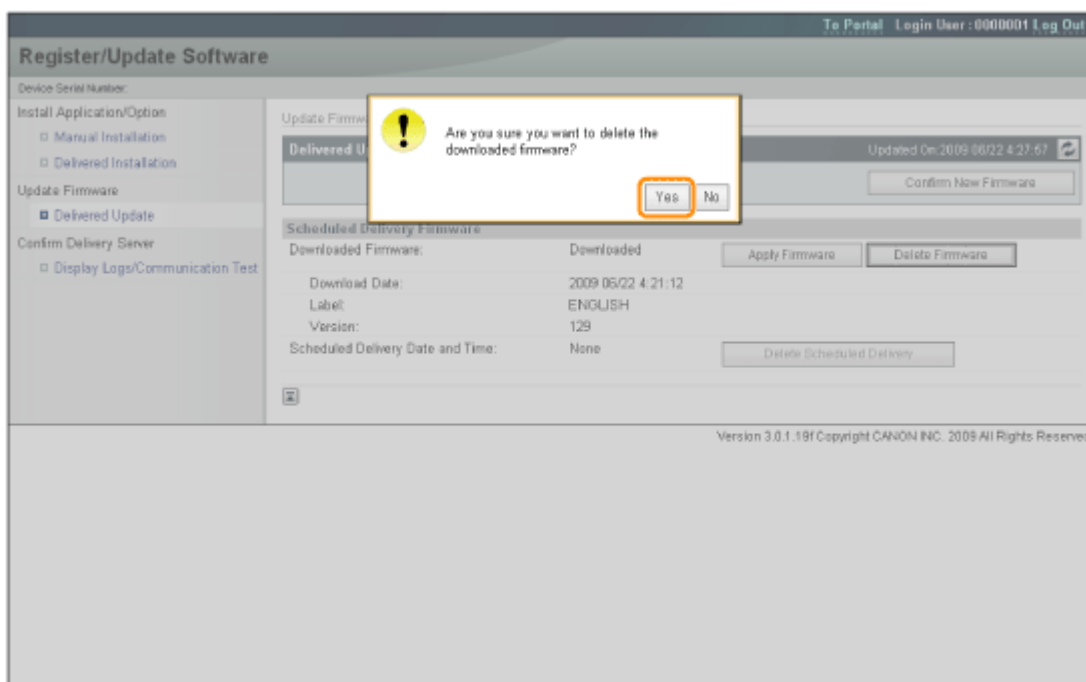 To Portal Login User : 0000001 Log Out
Register/Update Software
Device Serial Number:
Install Application/Option
Manual Installation
Delivered Installation
Update Firmware
Delivered Update
Confirm Delivery Server
Display Logs/Communication Test
Update Firmw
Delivered U
Updated On:2009 06/22 4:27:57
Confirm New Firmware
Are you sure you want to delete the
downloaded firmware?
Yes No
Scheduled Delivery Firmware
Downloaded Firmware: Downloaded Apply Firmware Delete Firmware
Download Date: 2009 06/22 4:21:12
Label: ENGLISH
Version: 129
Scheduled Delivery Date and Time: None Delete Scheduled Delivery
Version 3.0.1.19f Copyright CANON INC. 2009 All Rights Reserve